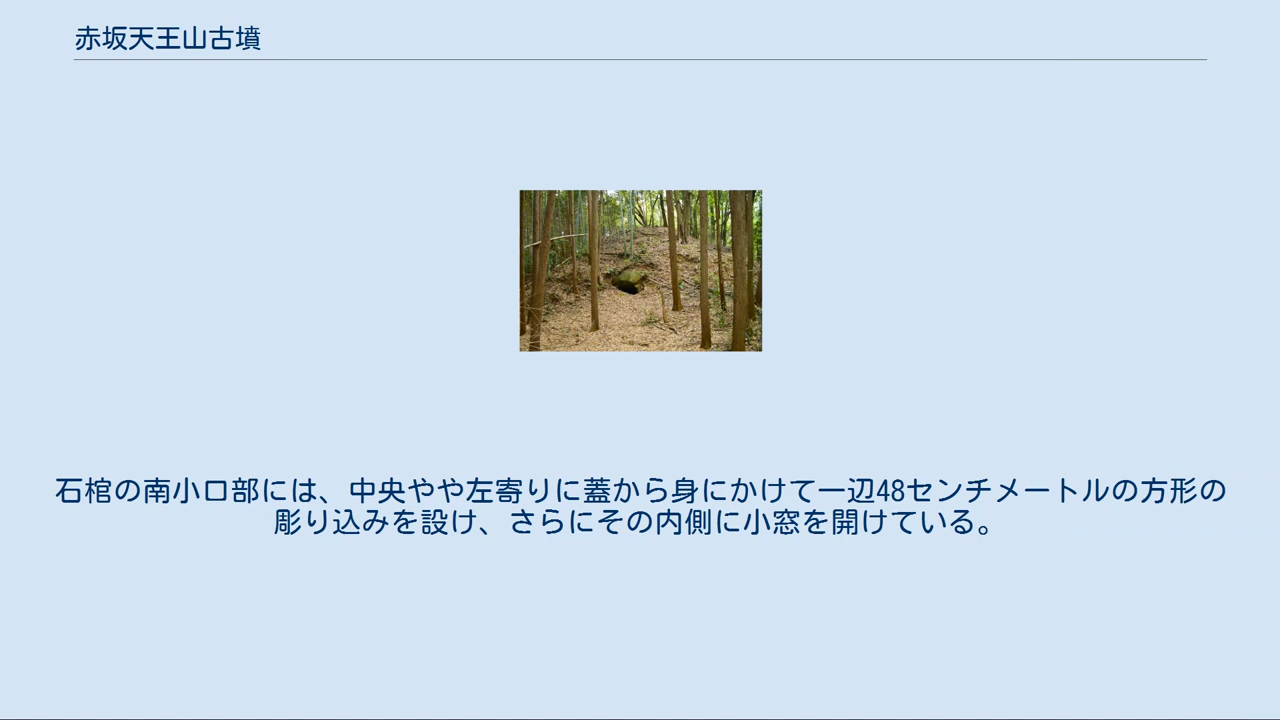 赤坂天王山古墳
石棺の南小口部には、中央やや左寄りに蓋から身にかけて一辺48センチメートルの方形の
彫り込みを設け、さらにその内側に小窓を開けている。